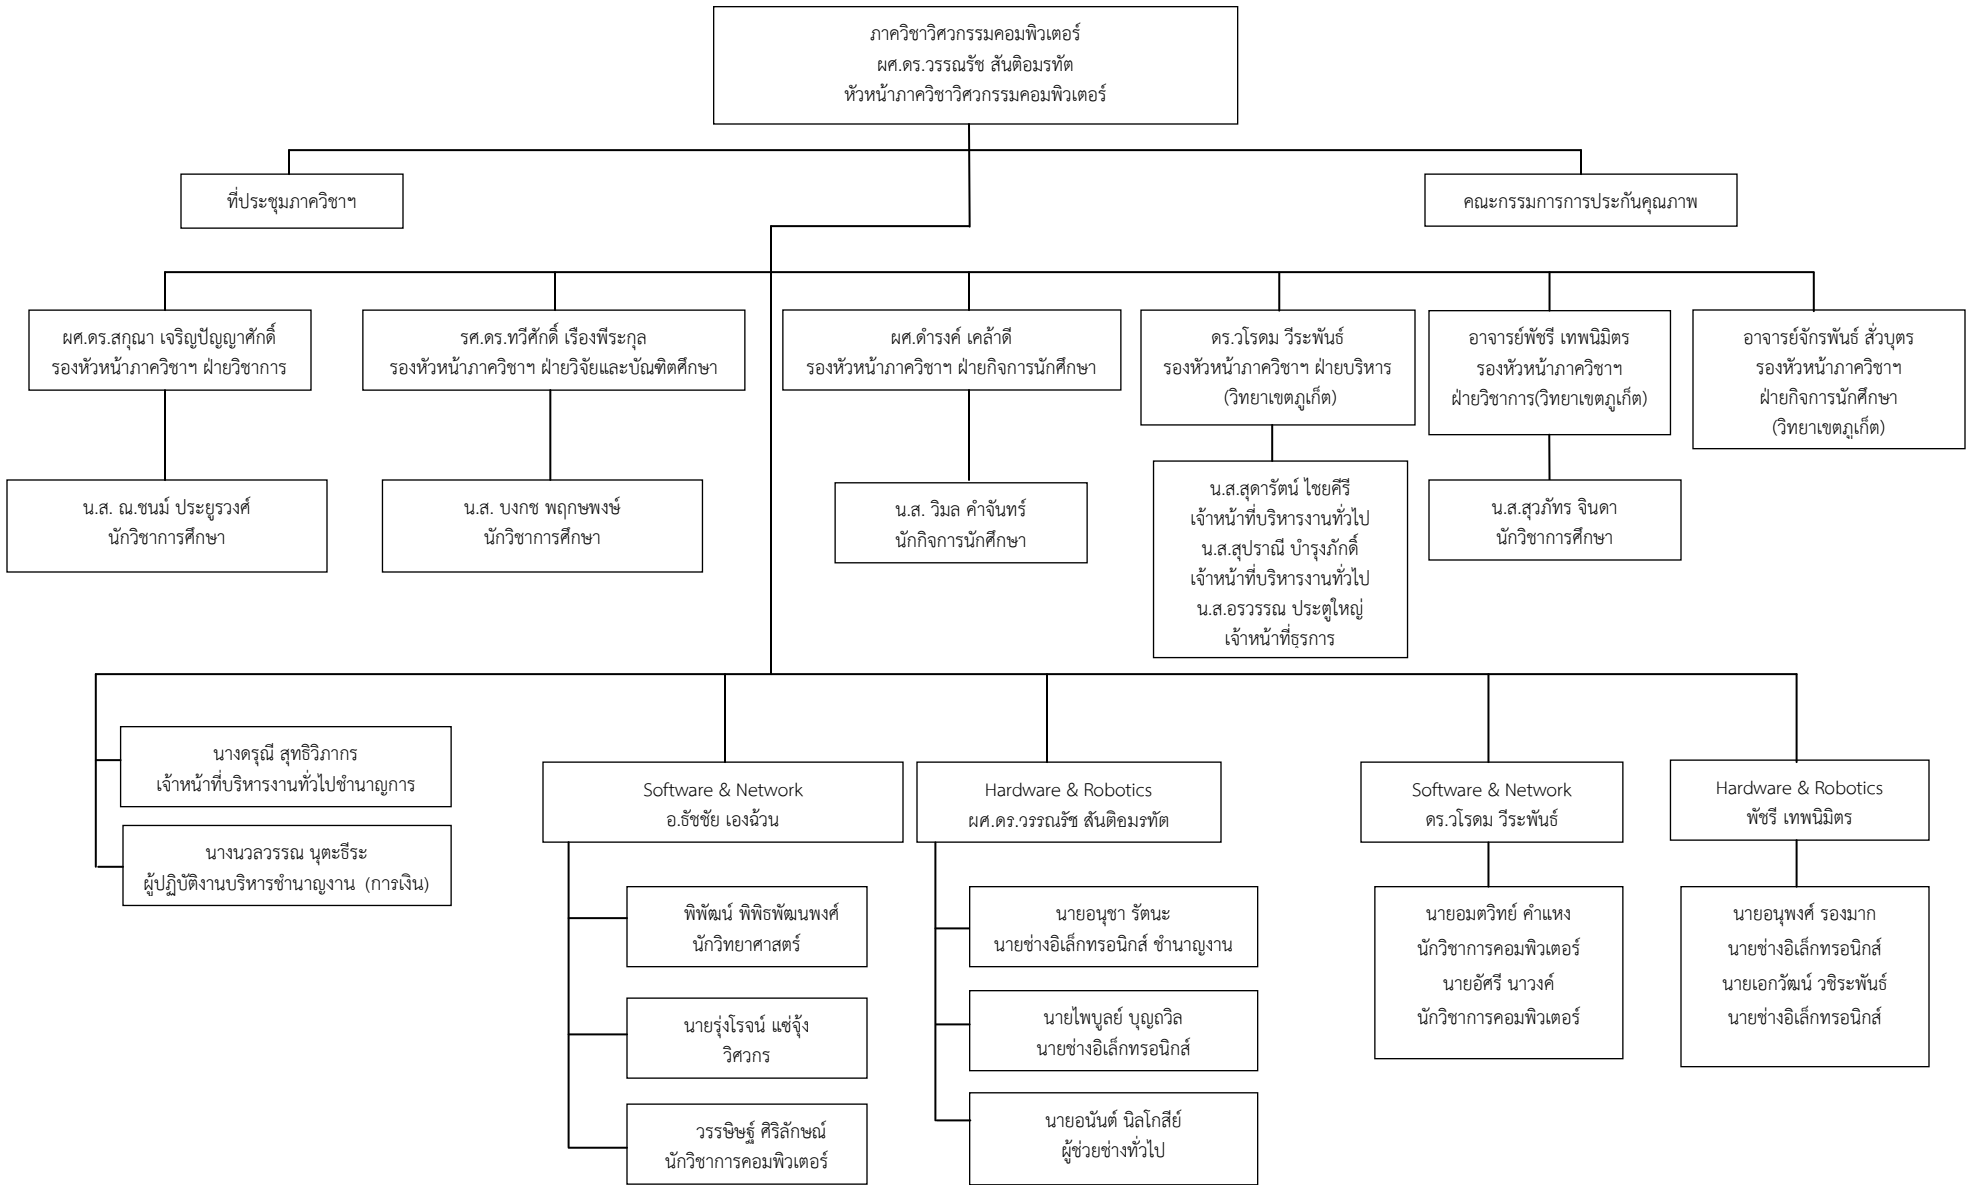 ภาควิชาวิศวกรรมคอมพิวเตอร์
ผศ.ดร.วรรณรัช สันติอมรทัต
หัวหน้าภาควิชาวิศวกรรมคอมพิวเตอร์
ที่ประชุมภาควิชาฯ
คณะกรรมการการประกันคุณภาพ
ผศ.ดร.สกุณา เจริญปัญญาศักดิ์
รองหัวหน้าภาควิชาฯ ฝ่ายวิชาการ
รศ.ดร.ทวีศักดิ์ เรืองพีระกุล
รองหัวหน้าภาควิชาฯ ฝ่ายวิจัยและบัณฑิตศึกษา
ผศ.ดำรงค์ เคล้าดี
รองหัวหน้าภาควิชาฯ ฝ่ายกิจการนักศึกษา
ดร.วโรดม วีระพันธ์
รองหัวหน้าภาควิชาฯ ฝ่ายบริหาร
(วิทยาเขตภูเก็ต)
อาจารย์พัชรี เทพนิมิตร
รองหัวหน้าภาควิชาฯ
ฝ่ายวิชาการ(วิทยาเขตภูเก็ต)
อาจารย์จักรพันธ์ สั่วบุตร
รองหัวหน้าภาควิชาฯ
ฝ่ายกิจการนักศึกษา
(วิทยาเขตภูเก็ต)
น.ส. ณ.ชนม์ ประยูรวงศ์
นักวิชาการศึกษา
น.ส. บงกช พฤกษพงษ์
นักวิชาการศึกษา
น.ส. วิมล คำจันทร์
นักกิจการนักศึกษา
น.ส.สุดารัตน์ ไชยคีรี
เจ้าหน้าที่บริหารงานทั่วไป
น.ส.สุปราณี บำรุงภักดิ์
เจ้าหน้าที่บริหารงานทั่วไป
น.ส.อรวรรณ ประตูใหญ่
เจ้าหน้าที่ธุรการ
น.ส.สุวภัทร จินดา
นักวิชาการศึกษา
นางดรุณี สุทธิวิภากร
เจ้าหน้าที่บริหารงานทั่วไปชำนาญการ
นางนวลวรรณ นุตะธีระ
ผู้ปฏิบัติงานบริหารชำนาญงาน (การเงิน)
Software & Network
อ.ธัชชัย เองฉ้วน
พิพัฒน์ พิพิธพัฒนพงศ์
นักวิทยาศาสตร์
นายรุ่งโรจน์ แซ่จุ้ง
วิศวกร
วรรษิษฐ์ ศิริลักษณ์
นักวิชาการคอมพิวเตอร์
Hardware & Robotics
ผศ.ดร.วรรณรัช สันติอมรทัต
นายอนุชา รัตนะ
นายช่างอิเล็กทรอนิกส์ ชำนาญงาน
นายไพบูลย์ บุญถวิล
นายช่างอิเล็กทรอนิกส์
นายอนันต์ นิลโกสีย์
ผู้ช่วยช่างทั่วไป
Software & Network
ดร.วโรดม วีระพันธ์
นายอมตวิทย์ คำแหง
นักวิชาการคอมพิวเตอร์
นายอัศรี นาวงค์
นักวิชาการคอมพิวเตอร์
Hardware & Robotics
พัชรี เทพนิมิตร
นายอนุพงศ์ รองมาก
นายช่างอิเล็กทรอนิกส์
นายเอกวัฒน์ วชิระพันธ์
นายช่างอิเล็กทรอนิกส์